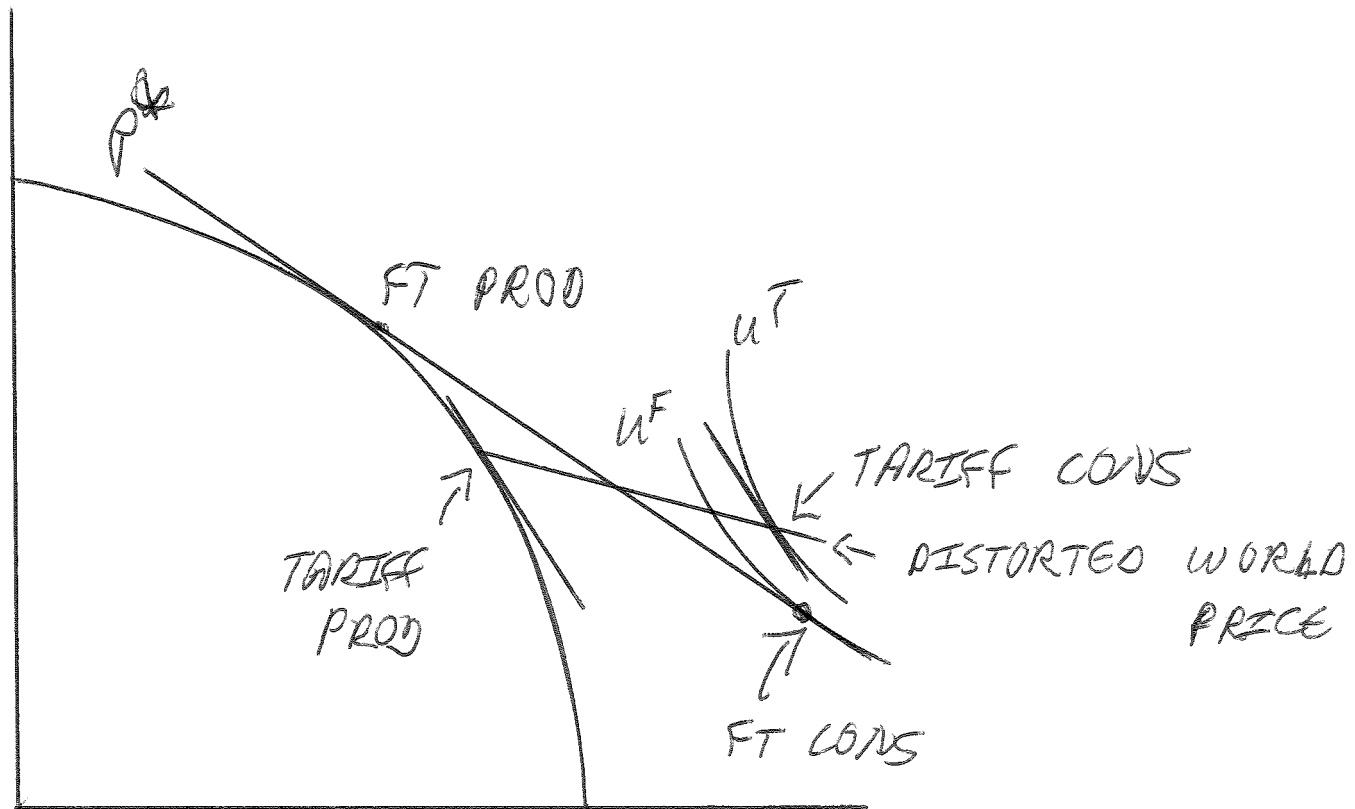 P*
FT PROD
u^T
u^F
TARIFF CONS
DISTORTED WORLD
PRICE
TARIFF
PROD
FT CONS